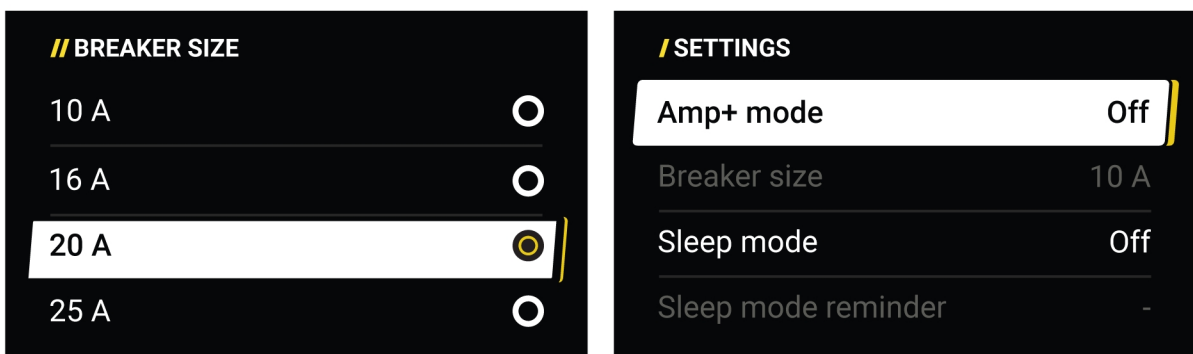 // BREAKER SIZE
10 A
16 A
20 A
25 A
/ SETTINGS
Amp+ mode Off
Breaker size 10 A
Sleep mode Off
Sleep mode reminder -